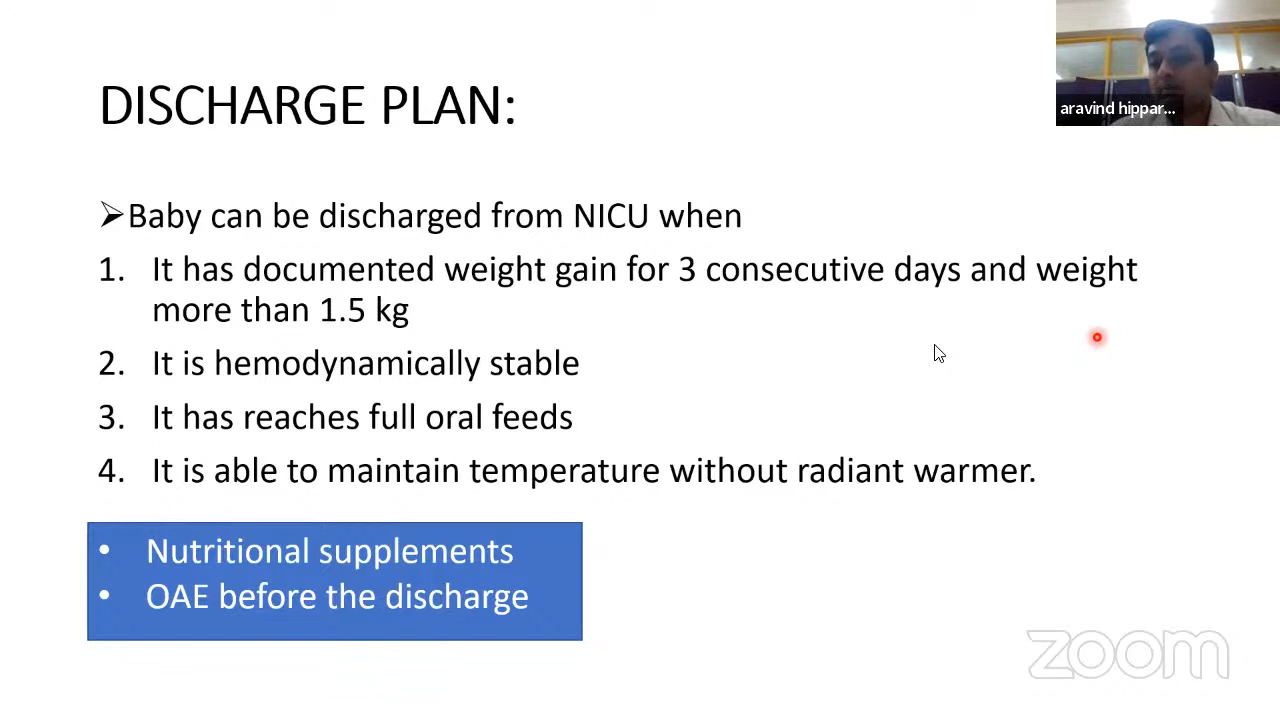 aravind hippar...
DISCHARGE PLAN:
➢Baby can be discharged from NICU when
1. It has documented weight gain for 3 consecutive days and weight
more than 1.5 kg
2. It is hemodynamically stable
3. It has reaches full oral feeds
4. It is able to maintain temperature without radiant warmer.
• Nutritional supplements
• OAE before the discharge
zoom